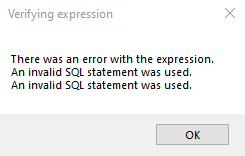 Verifying expression
There was an error with the expression.
An invalid SQL statement was used.
An invalid SQL statement was used.
OK